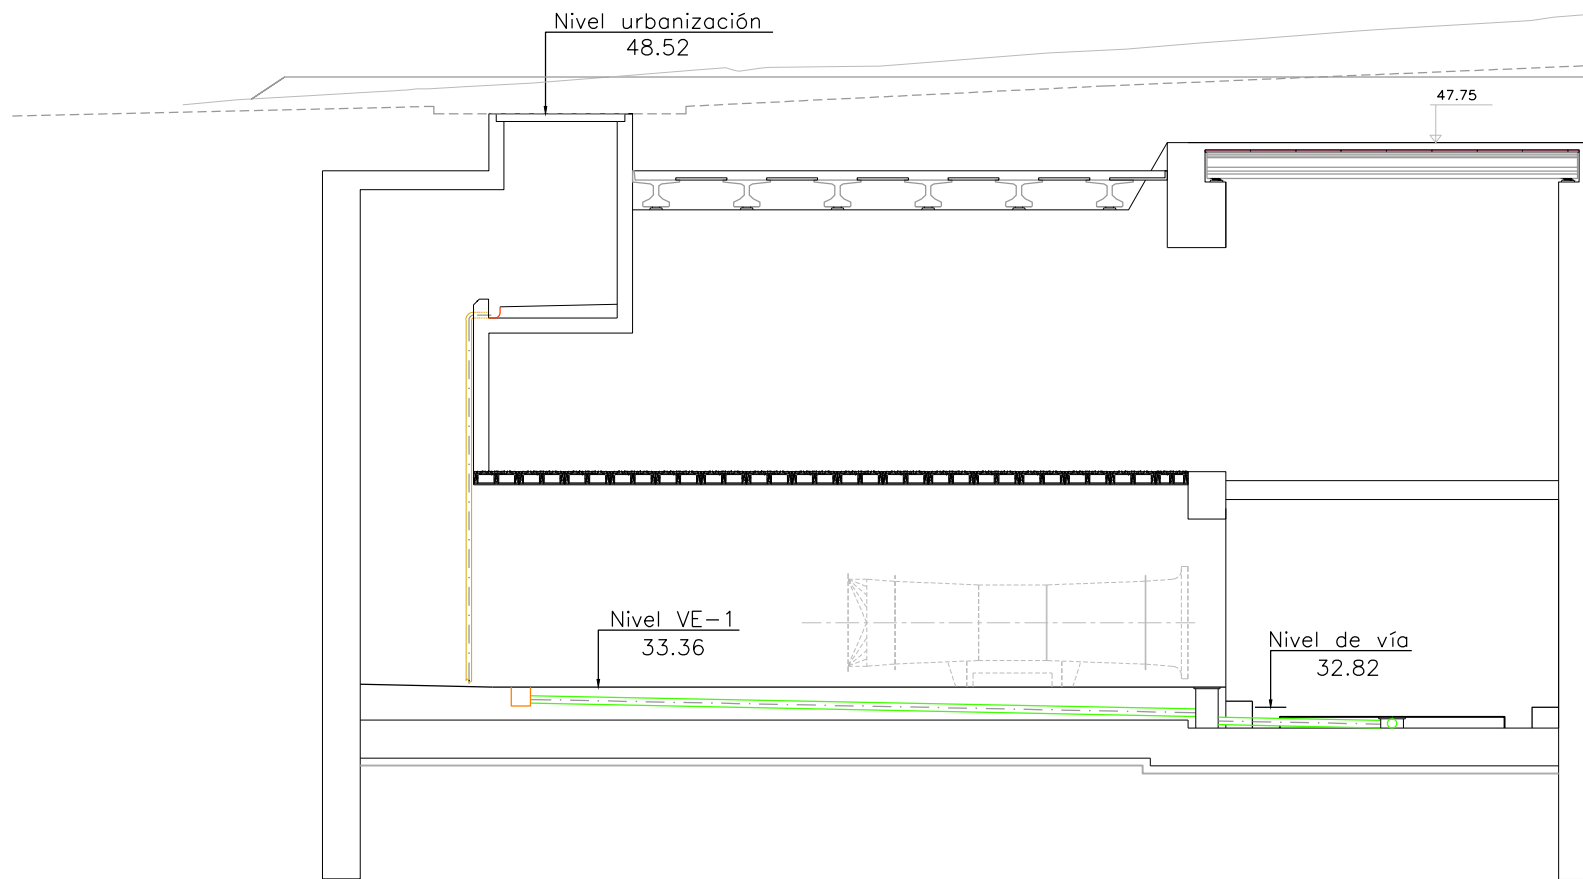 Nivel urbanización
48.52
47.75
Nivel VE-1
33.36
Nivel de vía
32.82